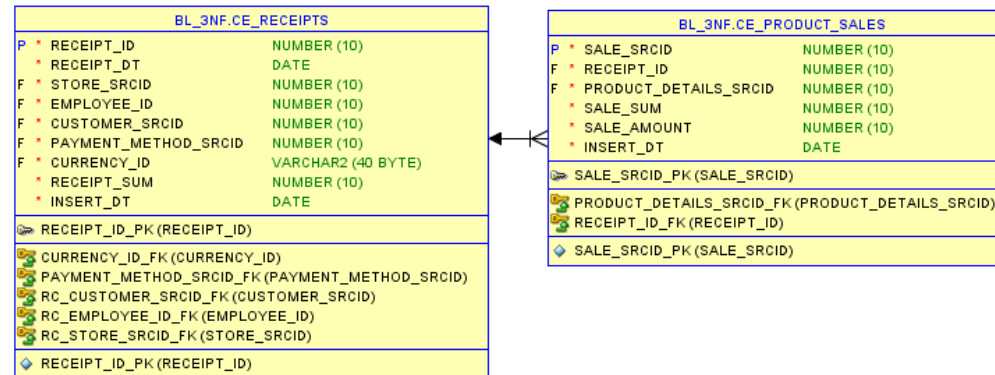 BL_3NF.CE_RECEIPTS
P * RECEIPT_ID NUMBER (10)
* RECEIPT_DT DATE
F * STORE_SRCID NUMBER (10)
F * EMPLOYEE_ID NUMBER (10)
F * CUSTOMER_SRCID NUMBER (10)
F * PAYMENT_METHOD_SRCID NUMBER (10)
F * CURRENCY_ID VARCHAR2 (40 BYTE)
* RECEIPT_SUM NUMBER (10)
* INSERT_DT DATE
RECEIPT_ID_PK (RECEIPT_ID)
CURRENCY_ID_FK (CURRENCY_ID)
PAYMENT_METHOD_SRCID_FK (PAYMENT_METHOD_SRCID)
RC_CUSTOMER_SRCID_FK (CUSTOMER_SRCID)
RC_EMPLOYEE_ID_FK (EMPLOYEE_ID)
RC_STORE_SRCID_FK (STORE_SRCID)
RECEIPT_ID_PK (RECEIPT_ID)
BL_3NF.CE_PRODUCT_SALES
P * SALE_SRCID NUMBER (10)
F * RECEIPT_ID NUMBER (10)
F * PRODUCT_DETAILS_SRCID NUMBER (10)
* SALE_SUM NUMBER (10)
* SALE_AMOUNT NUMBER (10)
* INSERT_DT DATE
SALE_SRCID_PK (SALE_SRCID)
PRODUCT_DETAILS_SRCID_FK (PRODUCT_DETAILS_SRCID)
RECEIPT_ID_FK (RECEIPT_ID)
SALE_SRCID_PK (SALE_SRCID)